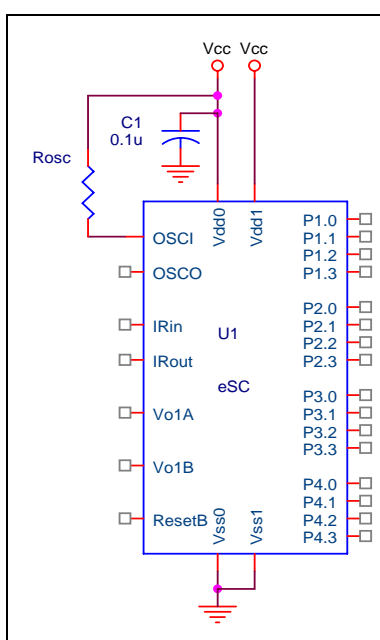 Vcc Vcc
C1
0.1u
Rosc
Vdd0 Vdd1
OSCI
OSCO
IRin
IRout
Vo1A
Vo1B
ResetB
U1
eSC
P1.0
P1.1
P1.2
P1.3
P2.0
P2.1
P2.2
P2.3
P3.0
P3.1
P3.2
P3.3
P4.0
P4.1
P4.2
P4.3
Vss0 Vss1